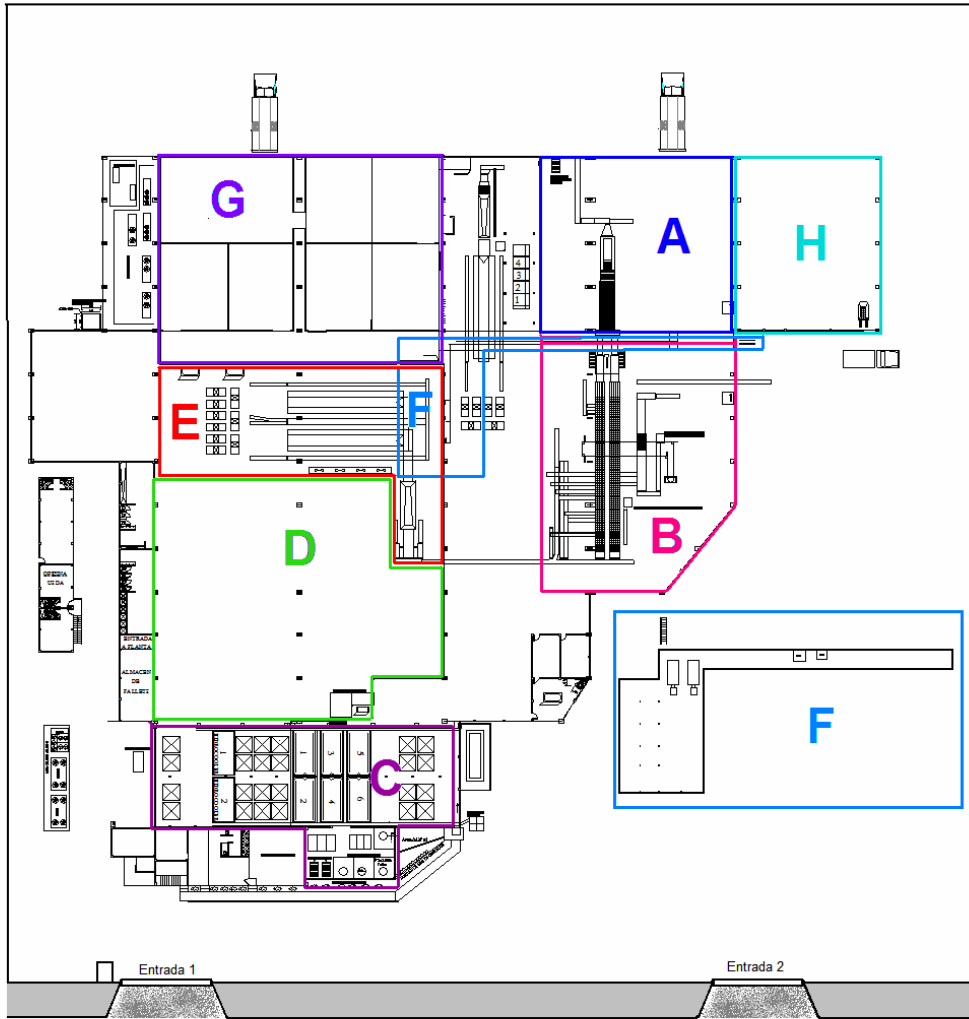 G
A
H
4
3
2
1
E
F
B
D
OFICINA
USDA
ENTRADA
A PLANTA
ALMACEN
DE
PALLETS
F
1
1
3
5
C
2
2
4
6
Entrada 1
Entrada 2